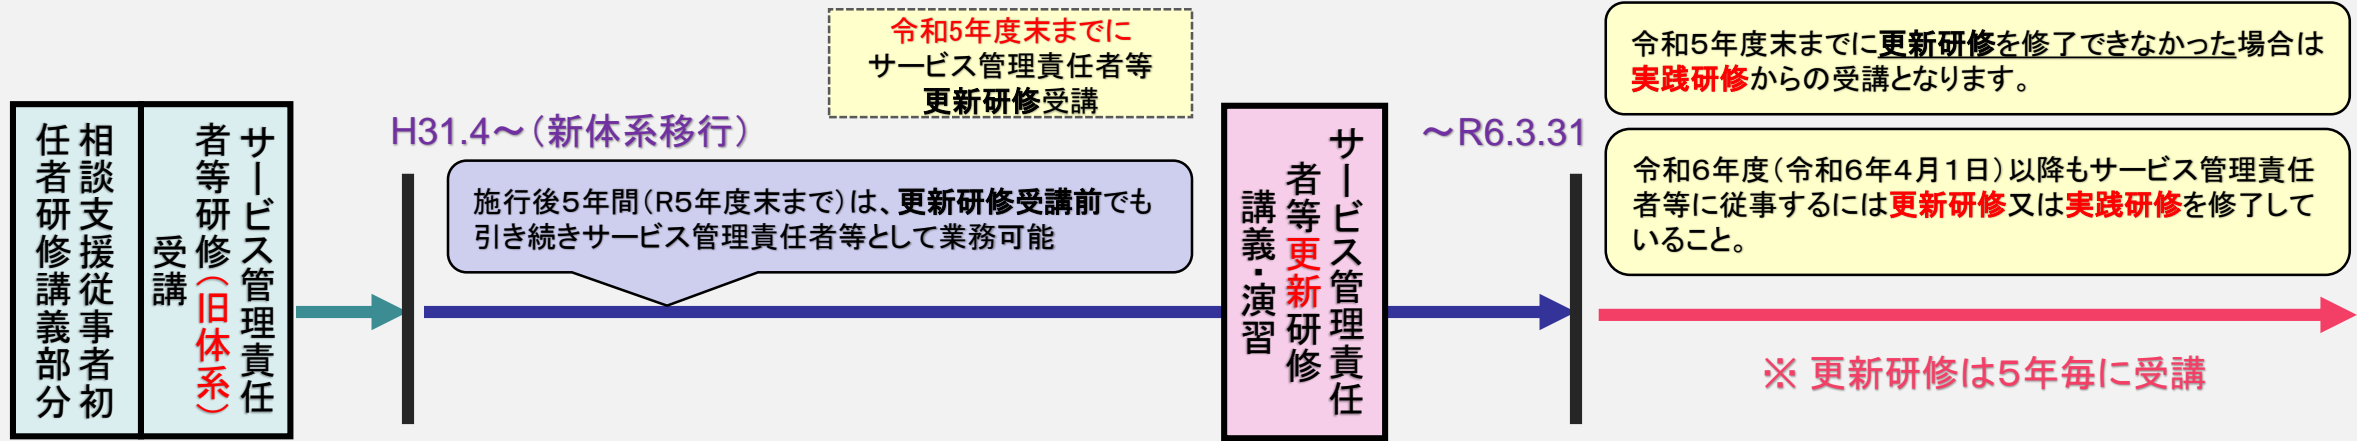 相談支援従事者初
任者研修講義部分
サービス管理責任
者等研修（旧体系）
受講
H31.4～（新体系移行）
令和5年度末までに
サービス管理責任者等
更新研修受講
施行後５年間（R5年度末まで）は、更新研修受講前でも
引き続きサービス管理責任者等として業務可能
サービス管理責任
者等更新研修
講義・演習
～R6.3.31
令和５年度末までに更新研修を修了できなかった場合は
実践研修からの受講となります。
令和６年度（令和６年４月１日）以降もサービス管理責任
者等に従事するには更新研修又は実践研修を修了して
いること。
※ 更新研修は５年毎に受講